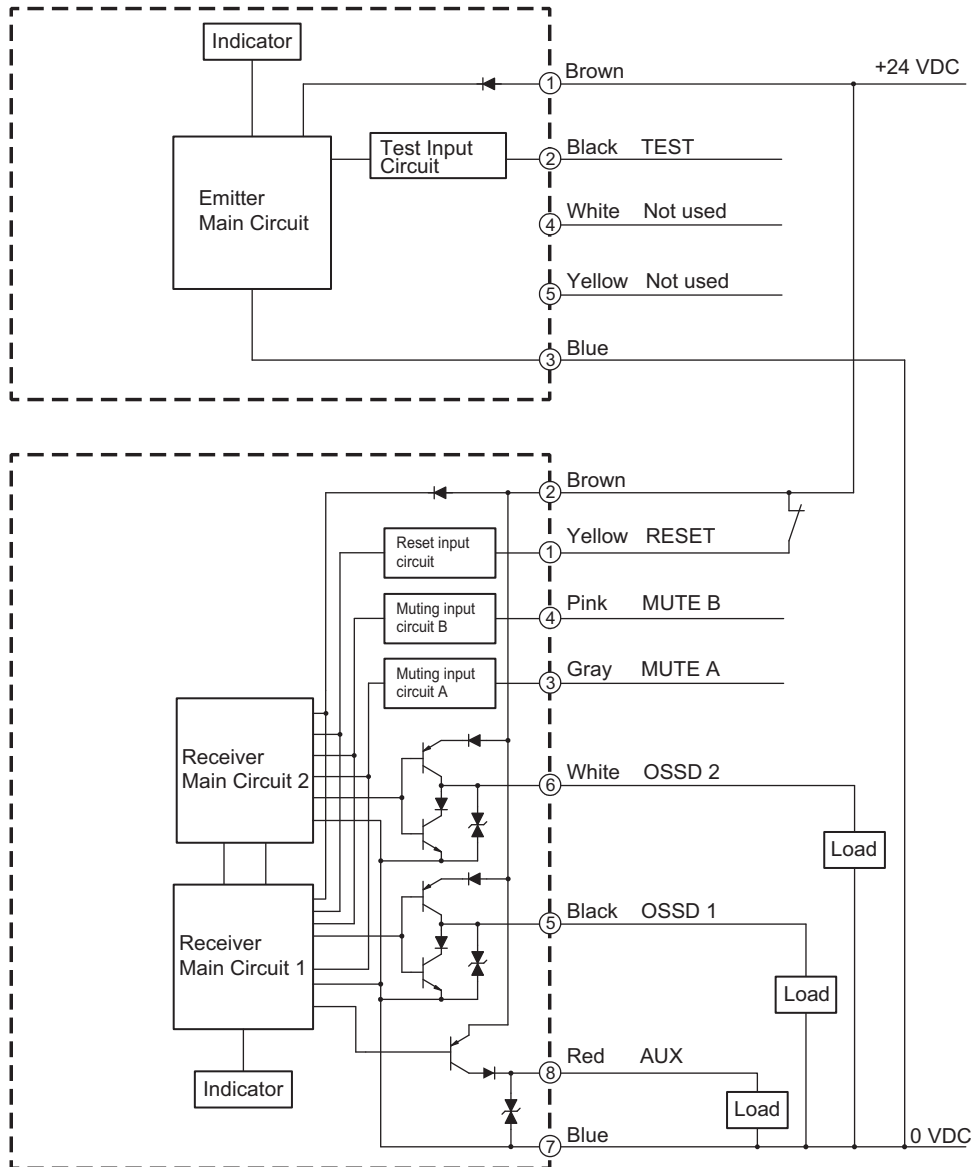 Indicator
① Brown
+24 VDC
Test Input
Circuit
② Black TEST
Emitter
Main Circuit
④ White Not used
⑤ Yellow Not used
③ Blue
② Brown
Reset input
circuit
① Yellow RESET
Muting input
circuit B
④ Pink MUTE B
Muting input
circuit A
③ Gray MUTE A
Receiver
Main Circuit 2
⑥ White OSSD 2
Load
⑤ Black OSSD 1
Receiver
Main Circuit 1
Load
⑧ Red AUX
Indicator
Load
⑦ Blue
0 VDC